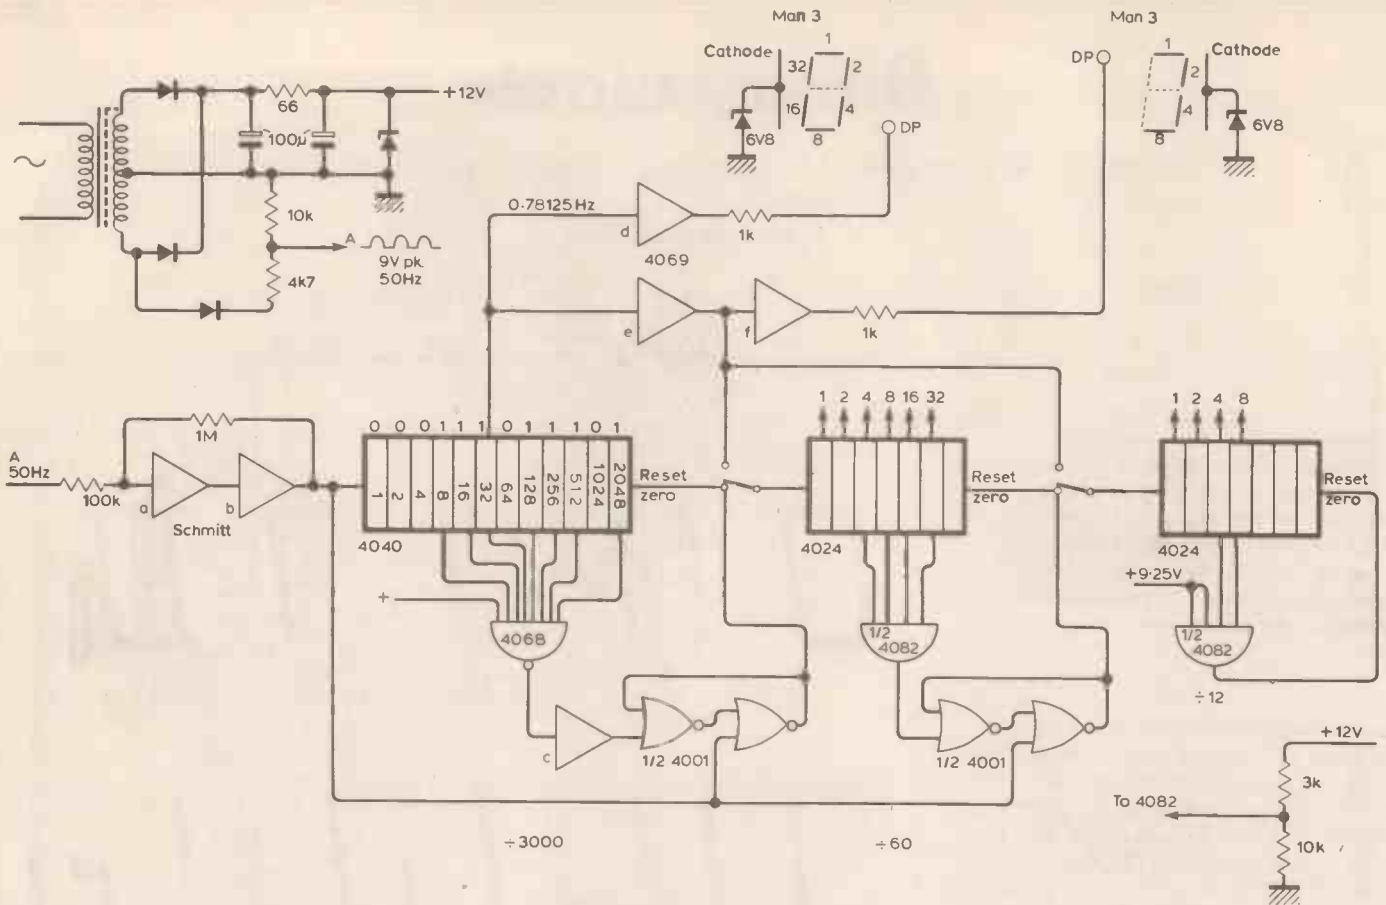 Man 3
Man 3
Cathode
1
32
2
16
4
8
6V8
DP
DP
1
2
4
8
Cathode
6V8
66
+12V
100µ
10k
A
9V pk.
50Hz
4k7
0·78125Hz
d
4069
1k
e
f
1k
A
50Hz
100k
1M
a
Schmitt
b
0 0 0 1 1 1 0 1 1 1 0 1
1 2 4 8 16 32 64 128 256 512 1024 2048
Reset
zero
4040
+
4068
c
1/2 4001
÷3000
1 2 4 8 16 32
Reset
zero
4024
1/2
4082
1/2 4001
÷60
1 2 4 8
Reset
zero
4024
+9·25V
1/2
4082
÷12
+12V
3k
To 4082
10k